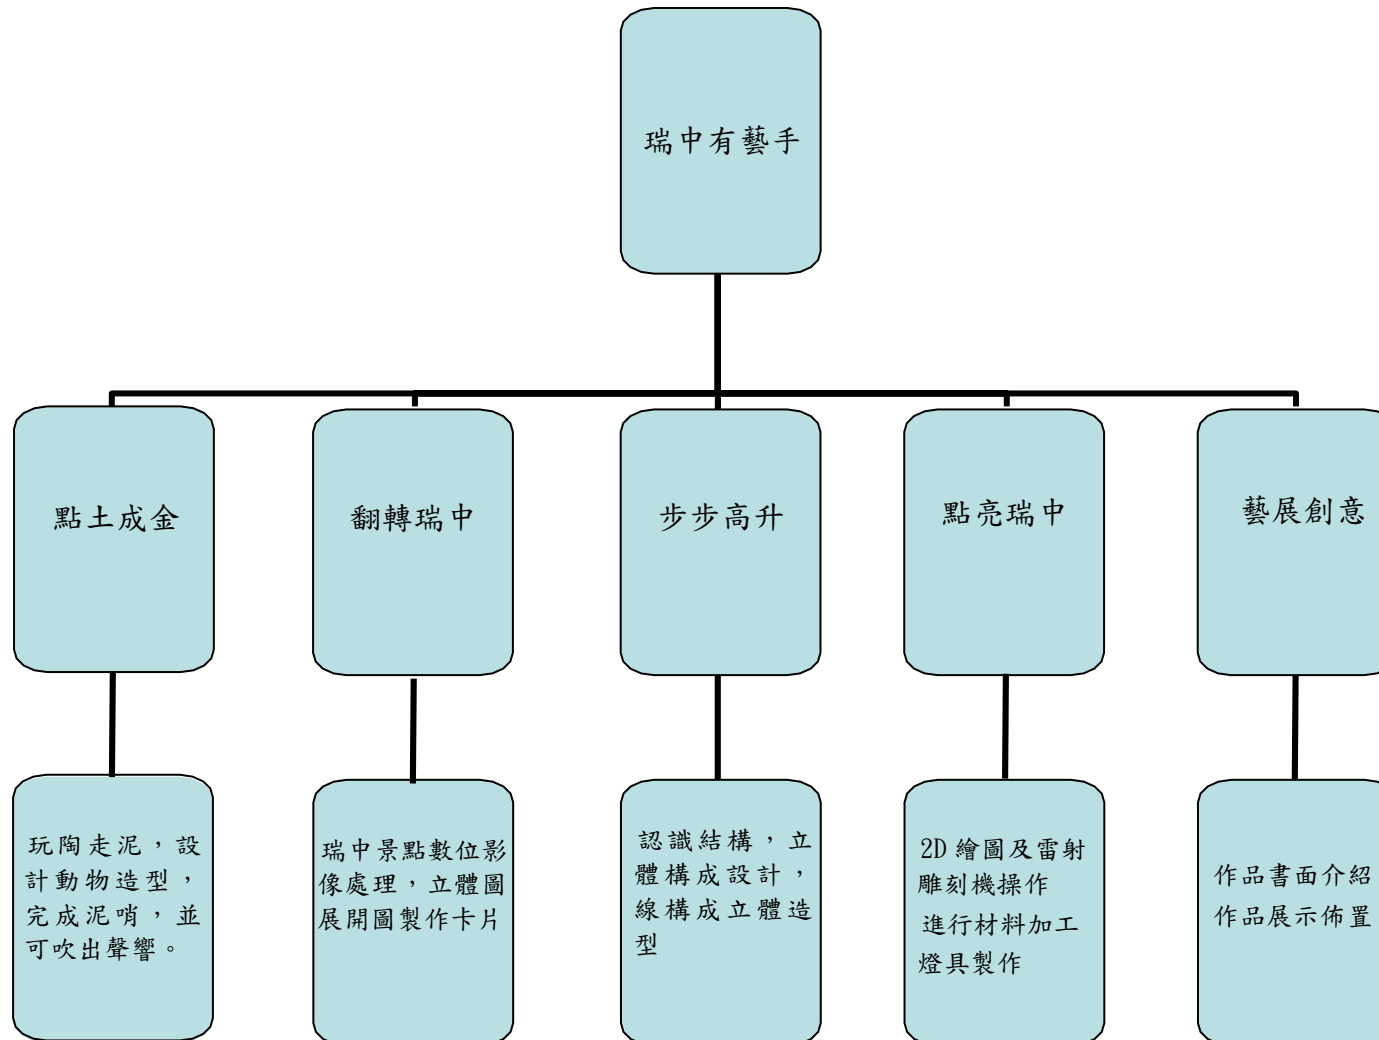 瑞中有藝手
點土成金
翻轉瑞中
步步高升
點亮瑞中
藝展創意
玩陶走泥，設
計動物造型，
完成泥哨，並
可吹出聲響。
瑞中景點數位影
像處理，立體圖
展開圖製作卡片
認識結構，立
體構成設計，
線構成立體造
型
2D 繪圖及雷射
雕刻機操作
進行材料加工
燈具製作
作品書面介紹
作品展示佈置